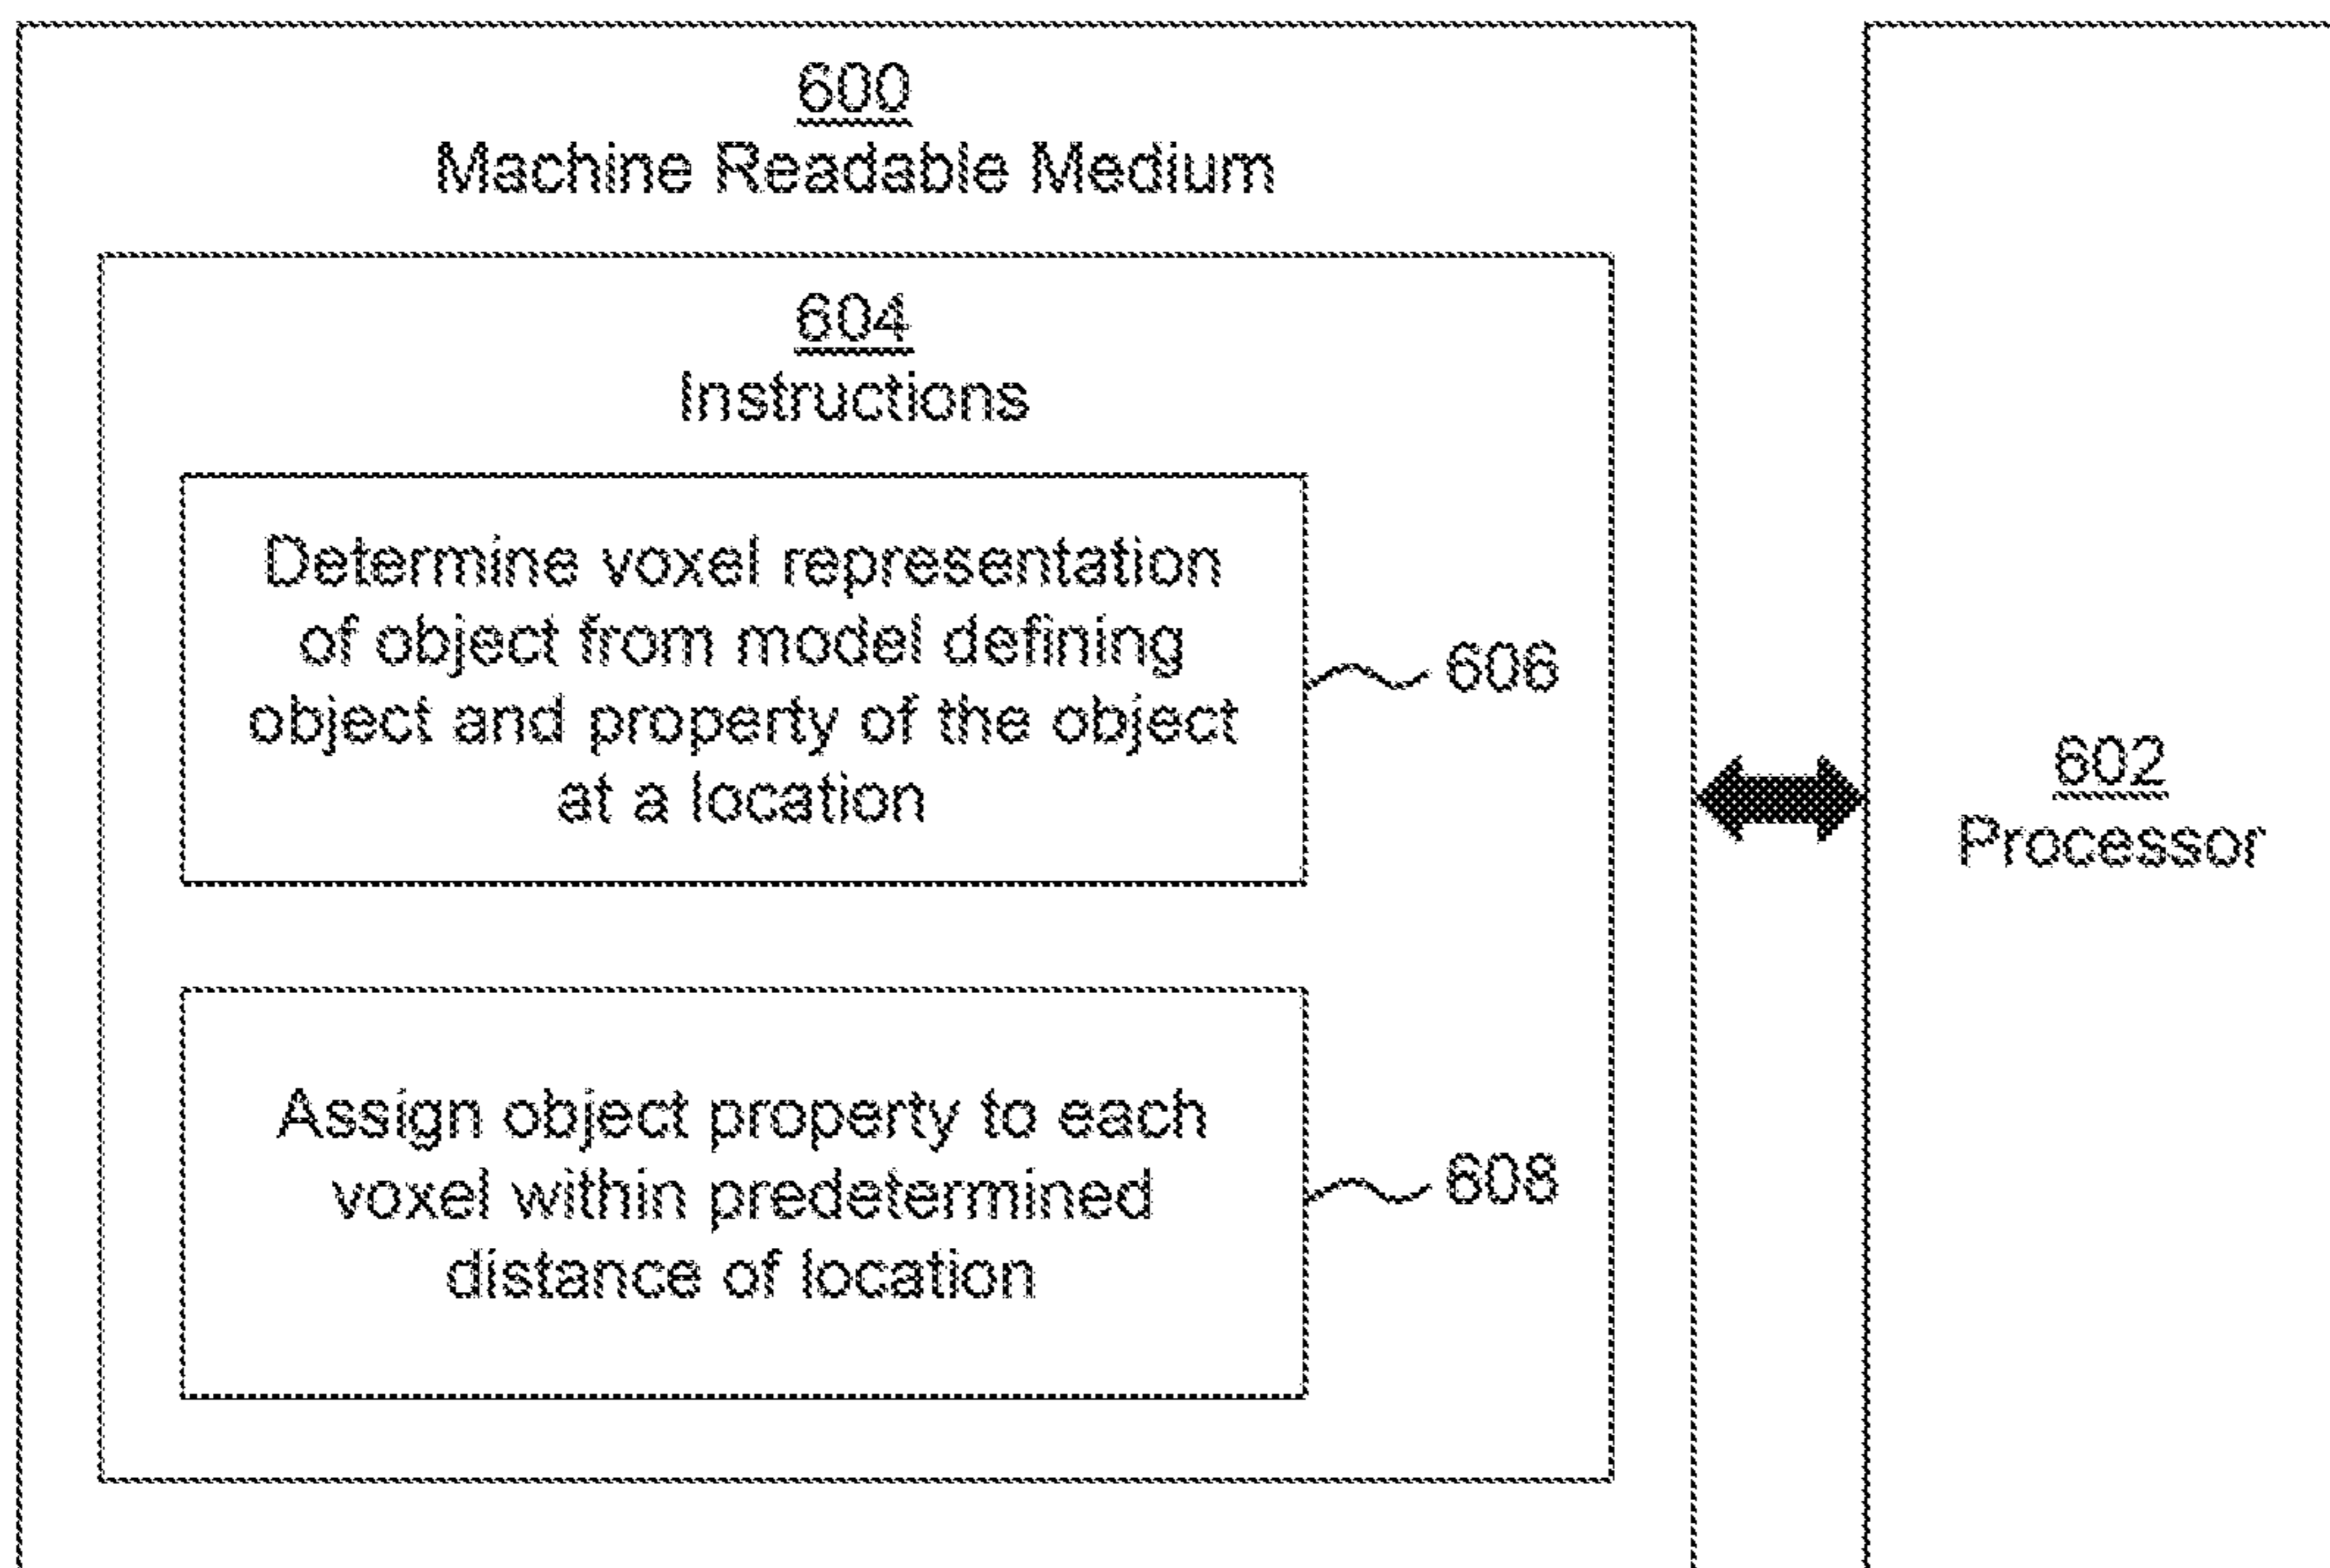 600
Machine Readable Medium
604
Instructions
Determine voxel representation
of object from model defining
object and property of the object
at a location
606
Assign object property to each
voxel within predetermined
distance of location
608
602
Processor